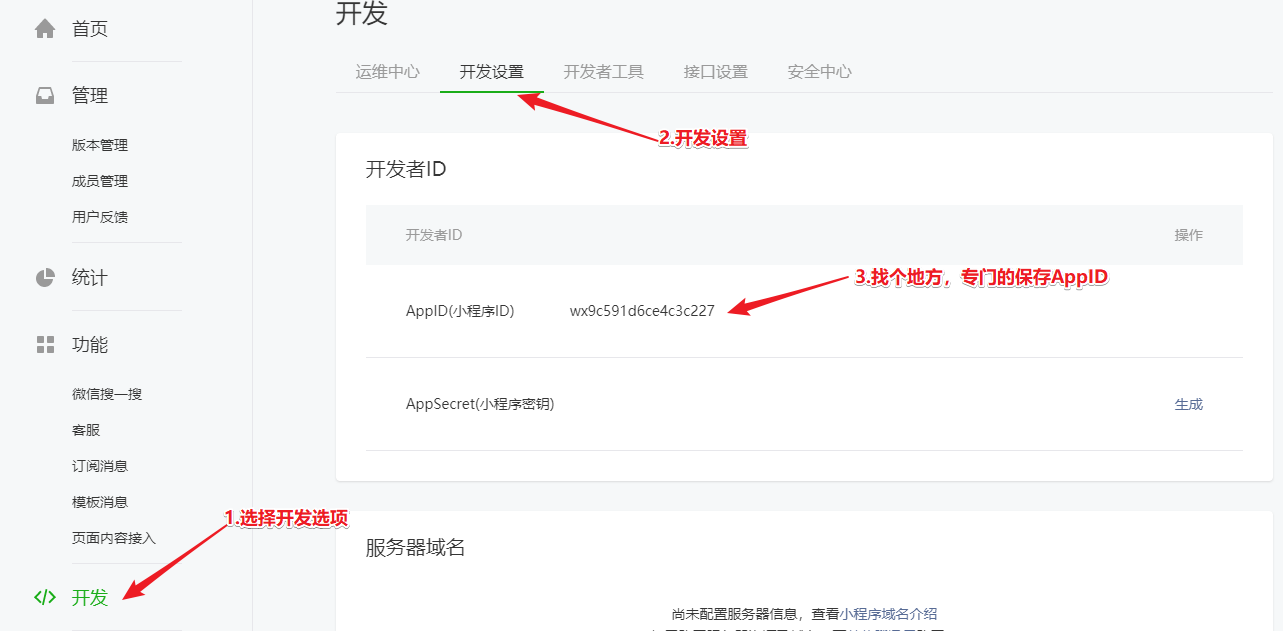 首页
管理
版本管理
成员管理
用户反馈
统计
功能
微信搜一搜
客服
订阅消息
模板消息
页面内容接入
1.选择开发选项
开发
开发
运维中心 开发设置 开发者工具 接口设置 安全中心
2.开发设置
开发者ID
开发者ID 操作
3.找个地方，专门的保存AppID
AppID(小程序ID) wx9c591d6ce4c3c227
AppSecret(小程序密钥) 生成
服务器域名
尚未配置服务器信息，查看小程序域名介绍